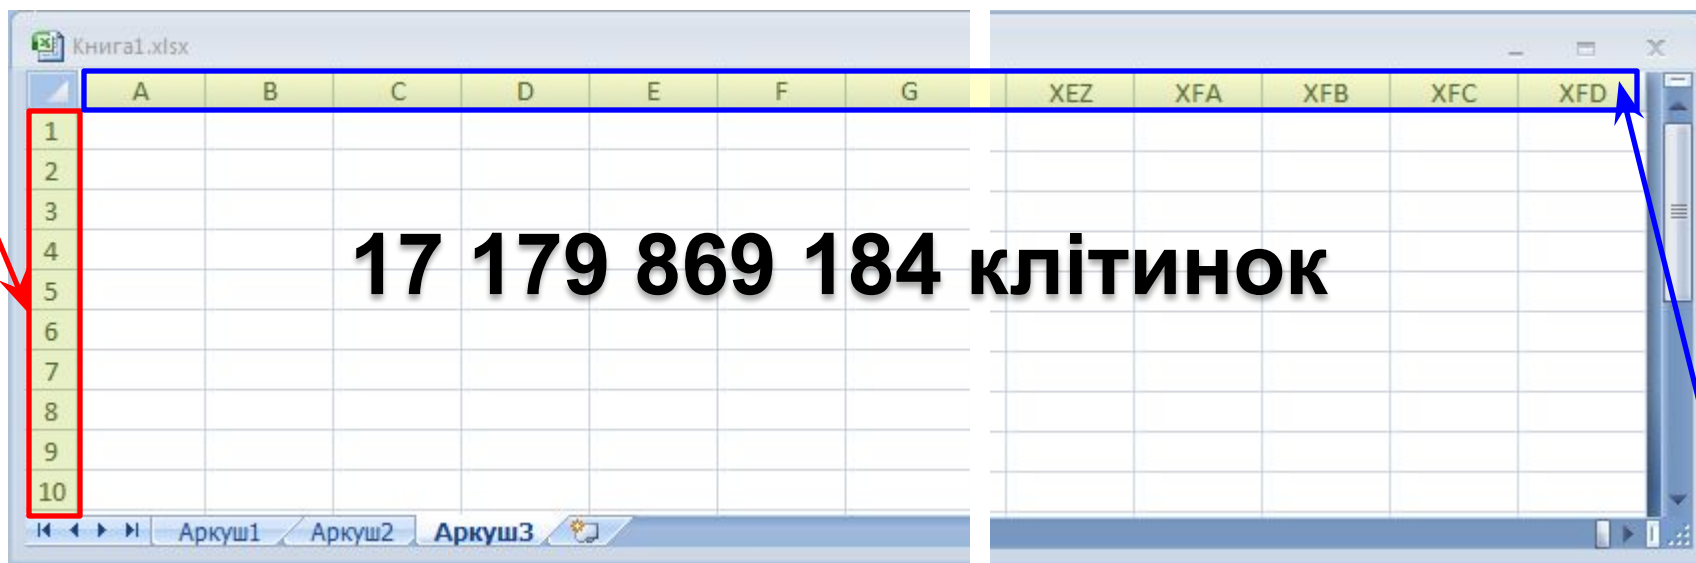 Книга1.xlsx
A B C D E F G XEZ XFA XFB XFC XFD
1
2
3
4
5
6
7
8
9
10
17 179 869 184 клітинок
Аркуш1 Аркуш2 Аркуш3